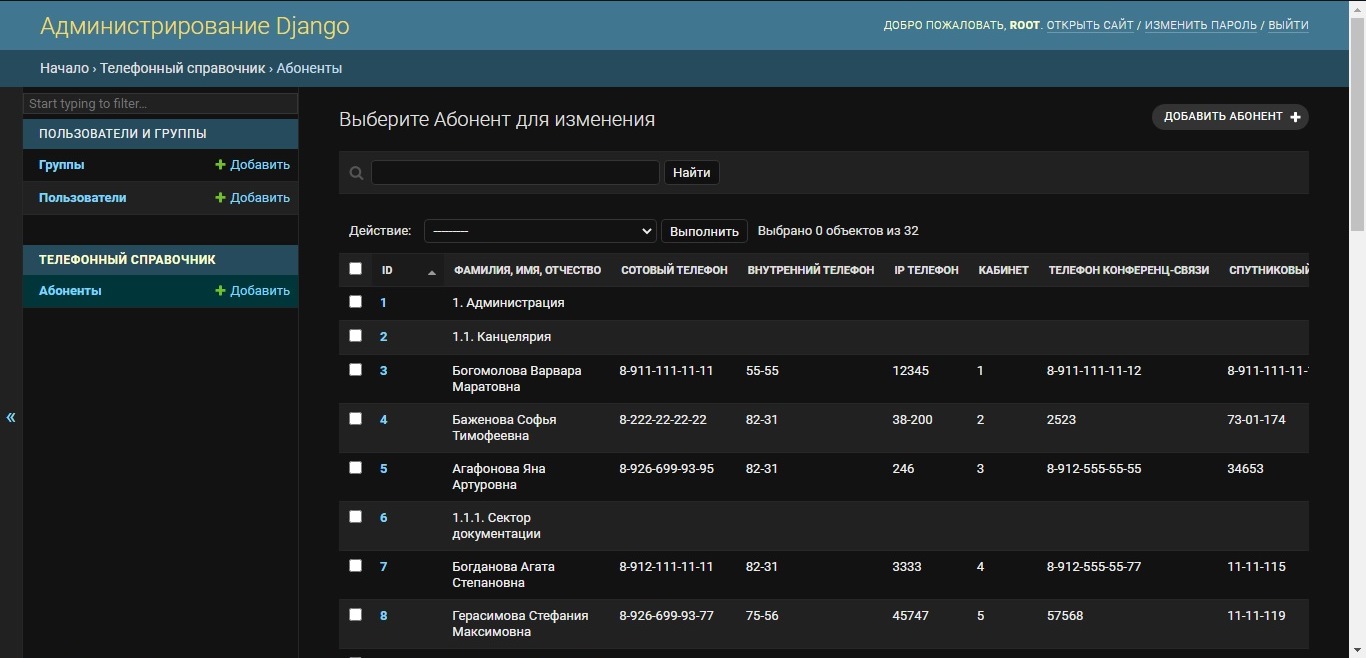 Администрирование Django
ДОБРО ПОЖАЛОВАТЬ, ROOT. ОТКРЫТЬ САЙТ / ИЗМЕНИТЬ ПАРОЛЬ / ВЫЙТИ
Начало › Телефонный справочник › Абоненты
Start typing to filter...
ПОЛЬЗОВАТЕЛИ И ГРУППЫ
Группы + Добавить
Пользователи + Добавить
ТЕЛЕФОННЫЙ СПРАВОЧНИК
Абоненты + Добавить
«
Выберите Абонент для изменения
ДОБАВИТЬ АБОНЕНТ +
Найти
Действие: --------- Выполнить Выбрано 0 объектов из 32
ID ФАМИЛИЯ, ИМЯ, ОТЧЕСТВО СОТОВЫЙ ТЕЛЕФОН ВНУТРЕННИЙ ТЕЛЕФОН IP ТЕЛЕФОН КАБИНЕТ ТЕЛЕФОН КОНФЕРЕНЦ-СВЯЗИ СПУТНИКОВЫЙ
1 1. Администрация
2 1.1. Канцелярия
3 Богомолова Варвара 8-911-111-11-11 55-55 12345 1 8-911-111-11-12 8-911-111-11-
Маратовна
4 Баженова Софья 8-222-22-22-22 82-31 38-200 2 2523 73-01-174
Тимофеевна
5 Агафонова Яна 8-926-699-93-95 82-31 246 3 8-912-555-55-55 34653
Артуровна
6 1.1.1. Сектор
документации
7 Богданова Агата 8-912-111-11-11 82-31 3333 4 8-912-555-55-77 11-11-115
Степановна
8 Герасимова Стефания 8-926-699-93-77 75-56 45747 5 57568 11-11-119
Максимовна